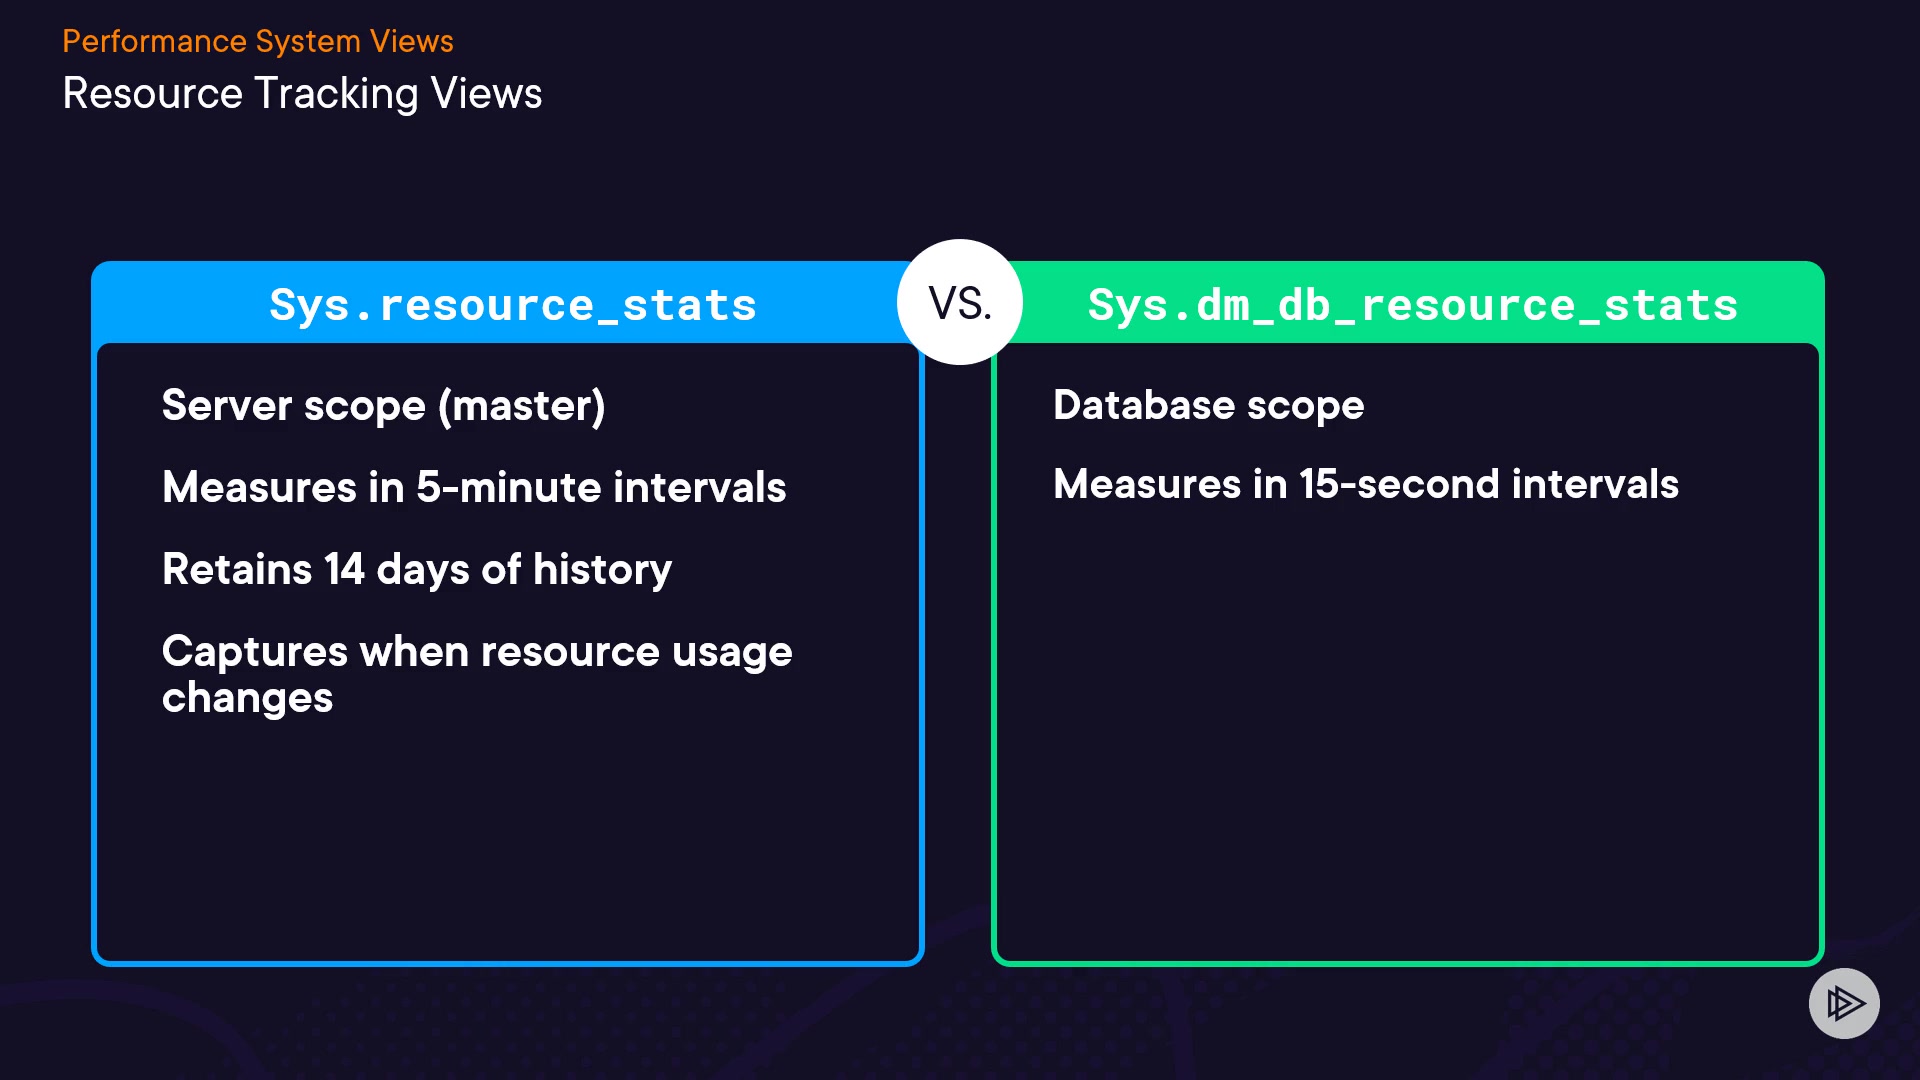 Performance System Views
Resource Tracking Views
Sys.resource_stats
VS.
Sys.dm_db_resource_stats
Server scope (master)
Measures in 5-minute intervals
Retains 14 days of history
Captures when resource usage
changes
Database scope
Measures in 15-second intervals